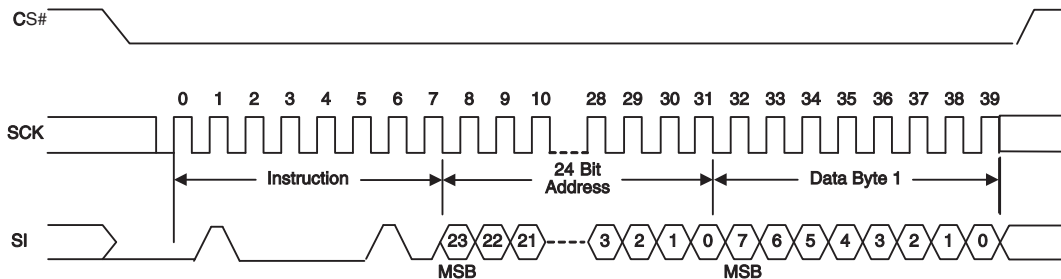 CS#
0 1 2 3 4 5 6 7 8 9 10 28 29 30 31 32 33 34 35 36 37 38 39
SCK
Instruction
24 Bit
Address
Data Byte 1
SI
23 22 21 3 2 1 0 7 6 5 4 3 2 1 0
MSB MSB